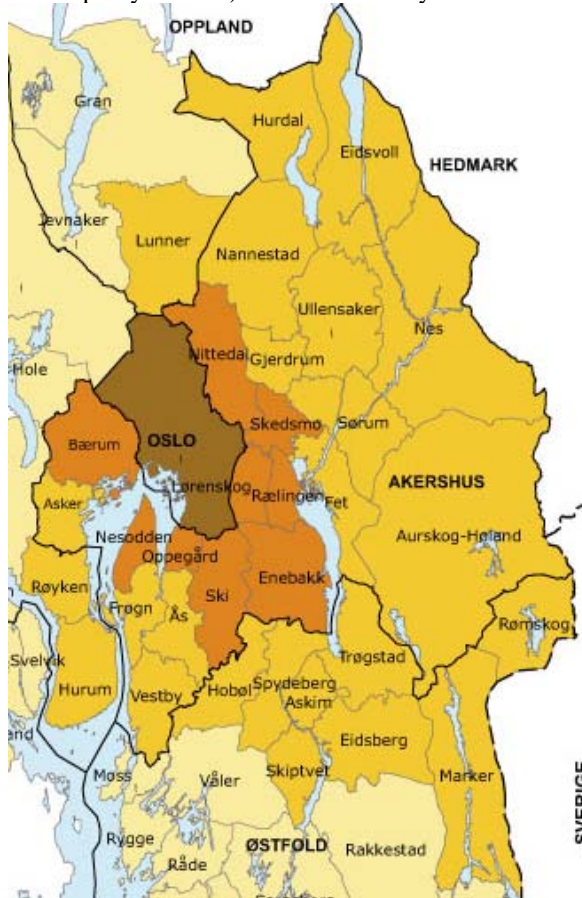 OPPLAND
Gran
Hurdal
Eidsvoll
HEDMARK
Jevnaker
Lunner
Nannestad
Ullensaker
Nes
Hole
Nittedal
Gjerdrum
Skedsmo
Sørum
Bærum
OSLO
Lørenskog
Rælingen
Fet
AKERSHUS
Asker
Nesodden
Oppegård
Aurskog-Høland
Røyken
Frogn
Ås
Ski
Enebakk
Rømskog
Svelvik
Hurum
Vestby
Hobøl
Spydeberg
Askim
Trøgstad
Eidsberg
Skiptvet
Marker
Moss
Våler
SVERIGE
Rygge
Råde
ØSTFOLD
Rakkestad